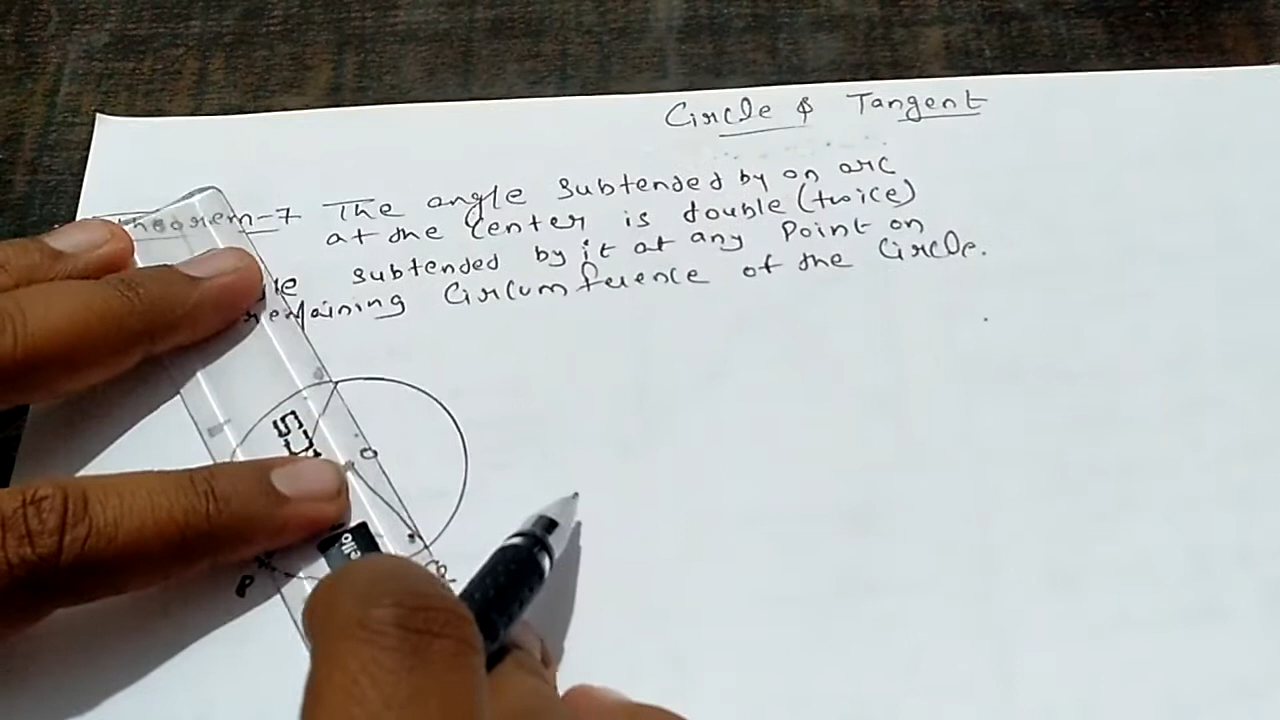 Circle & Tangent
Theorem-7 The angle subtended by an arc
at the center is double (twice)
subtended by it at any point on
remaining Circumference of the Circle.
O
P